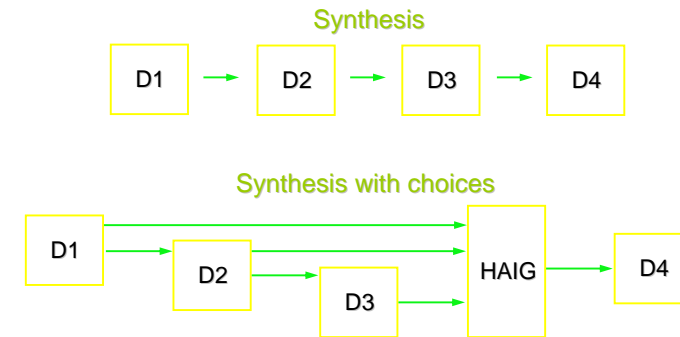 Synthesis
D1
D2
D3
D4
Synthesis with choices
D1
D2
D3
HAIG
D4